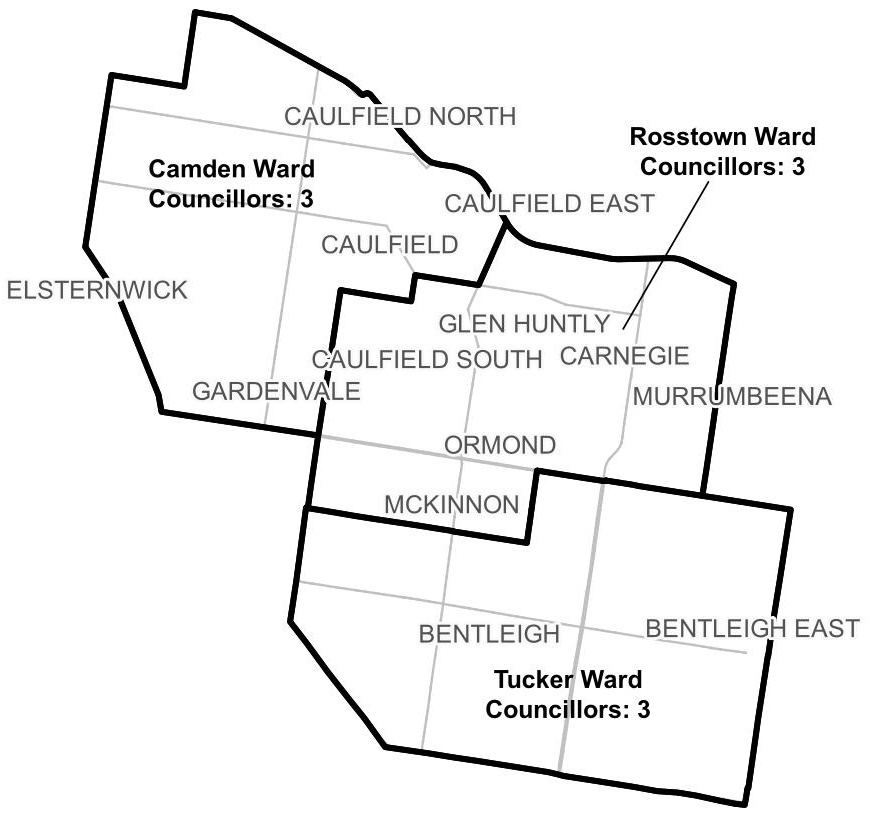 CAULFIELD NORTH
Rosstown Ward
Councillors: 3
Camden Ward
Councillors: 3
CAULFIELD EAST
CAULFIELD
ELSTERNWICK
GLEN HUNTLY
CAULFIELD SOUTH
CARNEGIE
GARDENVALE
MURRUMBEENA
ORMOND
MCKINNON
BENTLEIGH
BENTLEIGH EAST
Tucker Ward
Councillors: 3